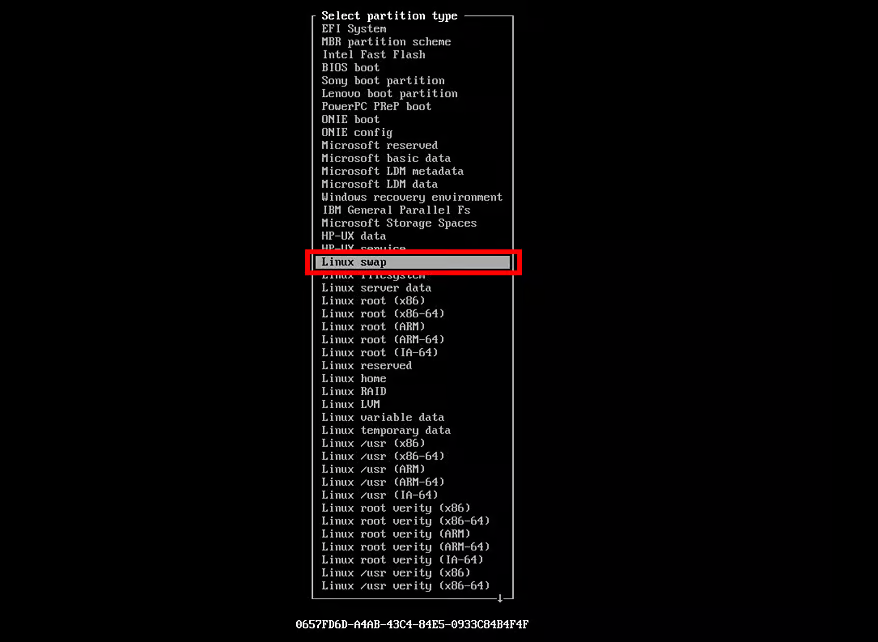 Select partition type
EFI System
MBR partition scheme
Intel Fast Flash
BIOS boot
Sony boot partition
Lenovo boot partition
PowerPC PReP boot
ONIE boot
ONIE config
Microsoft reserved
Microsoft basic data
Microsoft LDM metadata
Microsoft LDM data
Windows recovery environment
IBM General Parallel Fs
Microsoft Storage Spaces
HP-UX data
HP-UX service
Linux swap
Linux filesystem
Linux server data
Linux root (x86)
Linux root (x86-64)
Linux root (ARM)
Linux root (ARM-64)
Linux root (IA-64)
Linux reserved
Linux home
Linux RAID
Linux LVM
Linux variable data
Linux temporary data
Linux /usr (x86)
Linux /usr (x86-64)
Linux /usr (ARM)
Linux /usr (ARM-64)
Linux /usr (IA-64)
Linux root verity (x86)
Linux root verity (x86-64)
Linux root verity (ARM)
Linux root verity (ARM-64)
Linux root verity (IA-64)
Linux /usr verity (x86)
Linux /usr verity (x86-64)
0657FD6D-A4AB-43C4-84E5-0933C84B4F4F